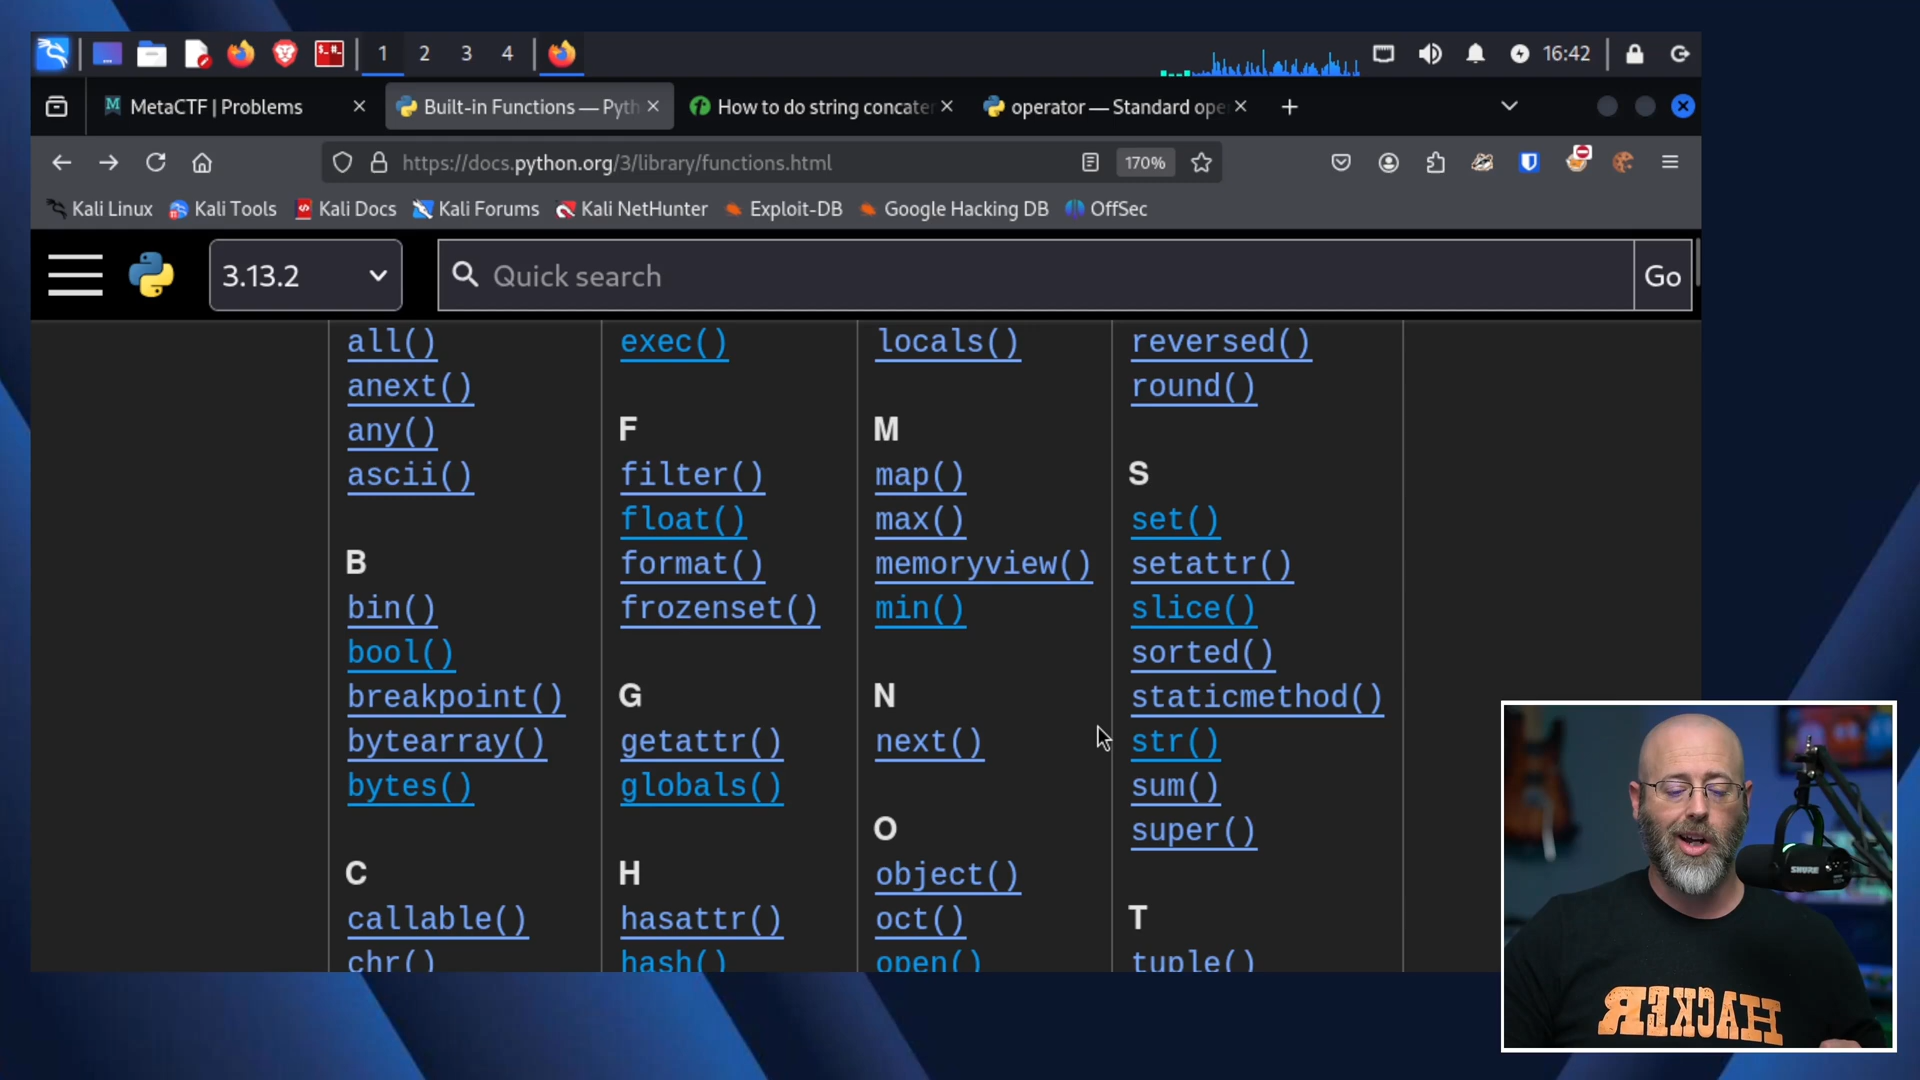 1 2 3 4 16:42
MetaCTF | Problems
Built-in Functions — Pyth
How to do string concate
operator — Standard ope
https://docs.python.org/3/library/functions.html
170%
Kali Linux Kali Tools Kali Docs Kali Forums Kali NetHunter Exploit-DB Google Hacking DB OffSec
3.13.2
Quick search
Go
all()
anext()
any()
ascii()
B
bin()
bool()
breakpoint()
bytearray()
bytes()
C
callable()
chr()
exec()
F
filter()
float()
format()
frozenset()
G
getattr()
globals()
H
hasattr()
hash()
locals()
M
map()
max()
memoryview()
min()
N
next()
O
object()
oct()
open()
reversed()
round()
S
set()
setattr()
slice()
sorted()
staticmethod()
str()
sum()
super()
T
tuple()
SHURE
HACKER